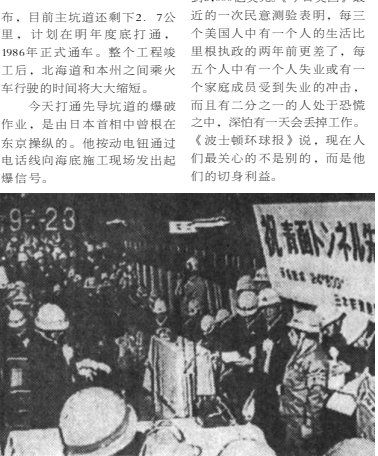 布，目前主坑道还剩下2．7公
里，计划在明年度底打通，
1986年正式通车。整个工程竣
工后，北海道和本州之间乘火
车行驶的时间将大大缩短。
今天打通先导坑道的爆破
作业，是由日本首相中曾根在
东京操纵的。他按动电钮通过
电话线向海底施工现场发出起
爆信号。
近的一次民意测验表明，每三
个美国人中有一个人的生活比
里根执政的两年前更差了，每
五个人中有一个人失业或有一
个家庭成员受到失业的冲击，
而且有二分之一的人处于恐慌
之中，深怕有一天会丢掉工作。
《波士顿环球报》说，现在人
们最关心的不是别的，而是他
们的切身利益。
9:23
祝 青函トンネル先